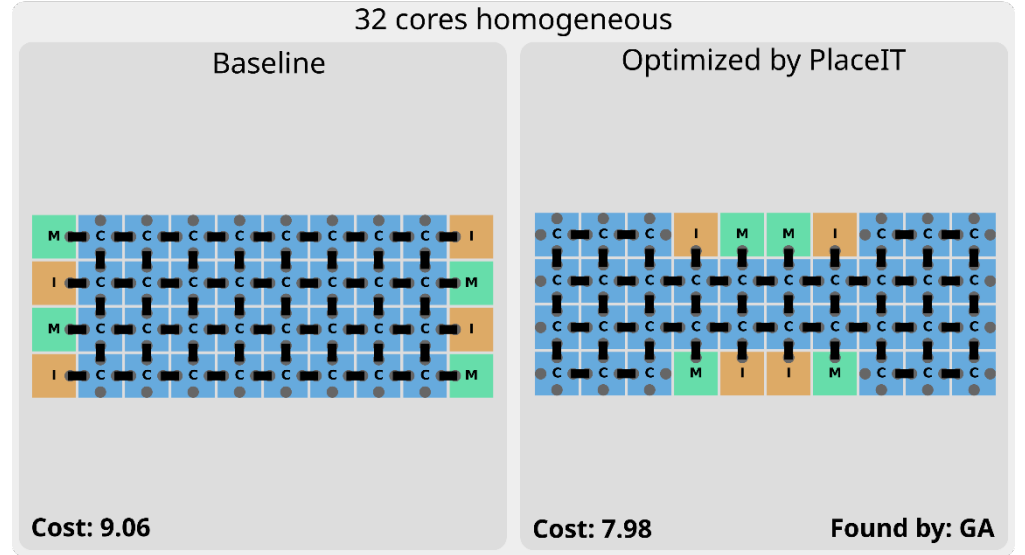 32 cores homogeneous
Baseline
M C C C C C C C C I
I C C C C C C C C M
M C C C C C C C C I
I C C C C C C C C M
Cost: 9.06
Optimized by PlaceIT
C C C I M M I C C C
C C C C C C C C C C
C C C C C C C C C C
C C C M I I M C C C
Cost: 7.98
Found by: GA